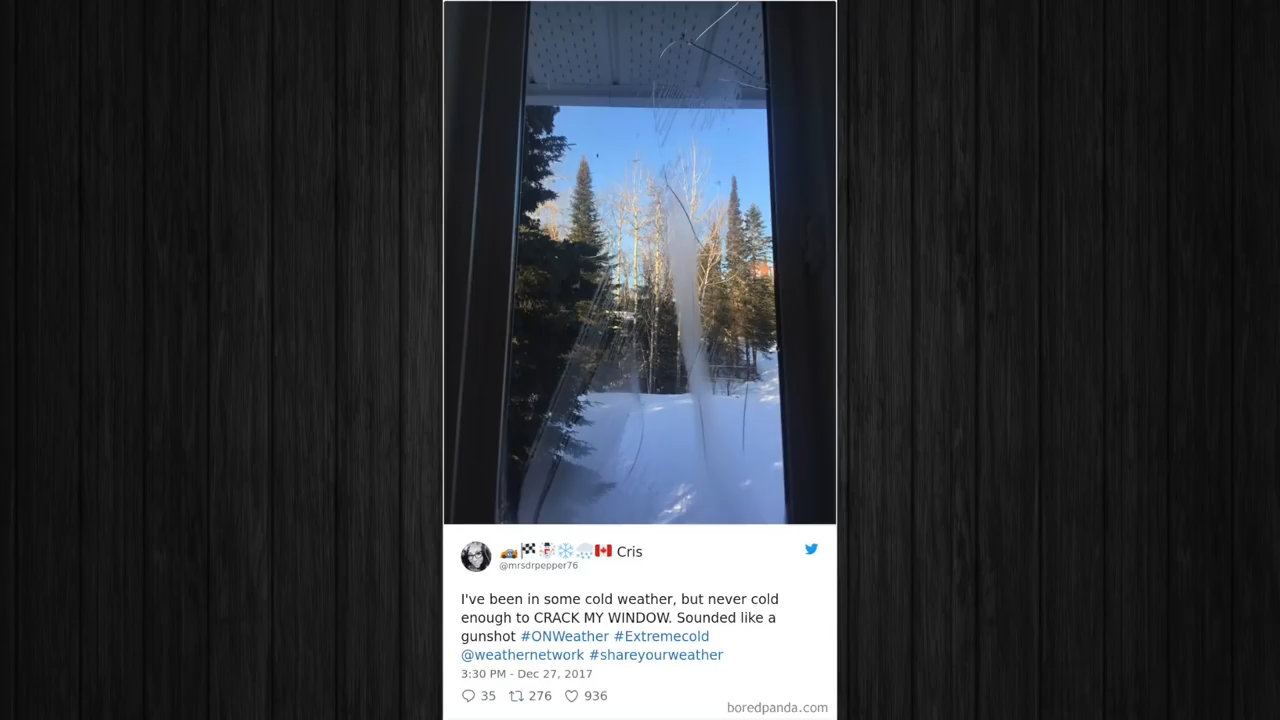 Cris
@mrsdrpepper76
I've been in some cold weather, but never cold
enough to CRACK MY WINDOW. Sounded like a
gunshot #ONWeather #Extremecold
@weathernetwork #shareyourweather
3:30 PM - Dec 27, 2017
35 276 936
boredpanda.com